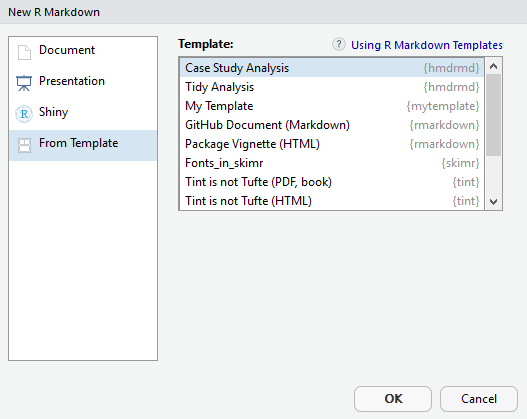 New R Markdown
Document
Presentation
Shiny
From Template
Template:
? Using R Markdown Templates
Case Study Analysis {hmdrmd}
Tidy Analysis {hmdrmd}
My Template {mytemplate}
GitHub Document (Markdown) {rmarkdown}
Package Vignette (HTML) {rmarkdown}
Fonts_in_skimr {skimr}
Tint is not Tufte (PDF, book) {tint}
Tint is not Tufte (HTML) {tint}
OK
Cancel